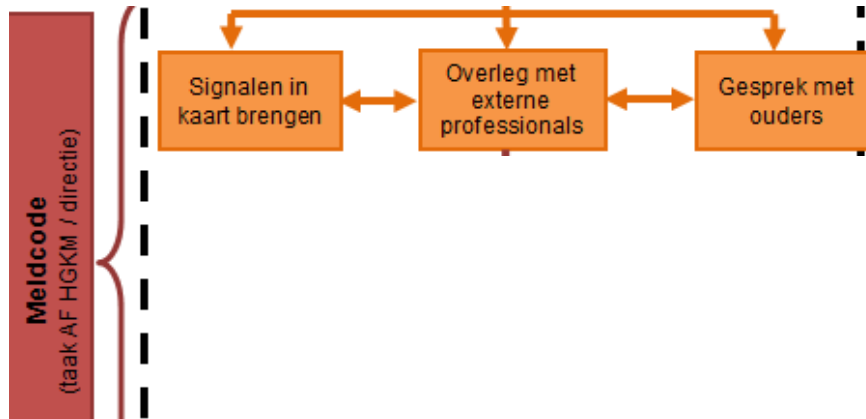 Meldcode
(taak AF HGKM / directie)
Signalen in
kaart brengen
Overleg met
externe
professionals
Gesprek met
ouders